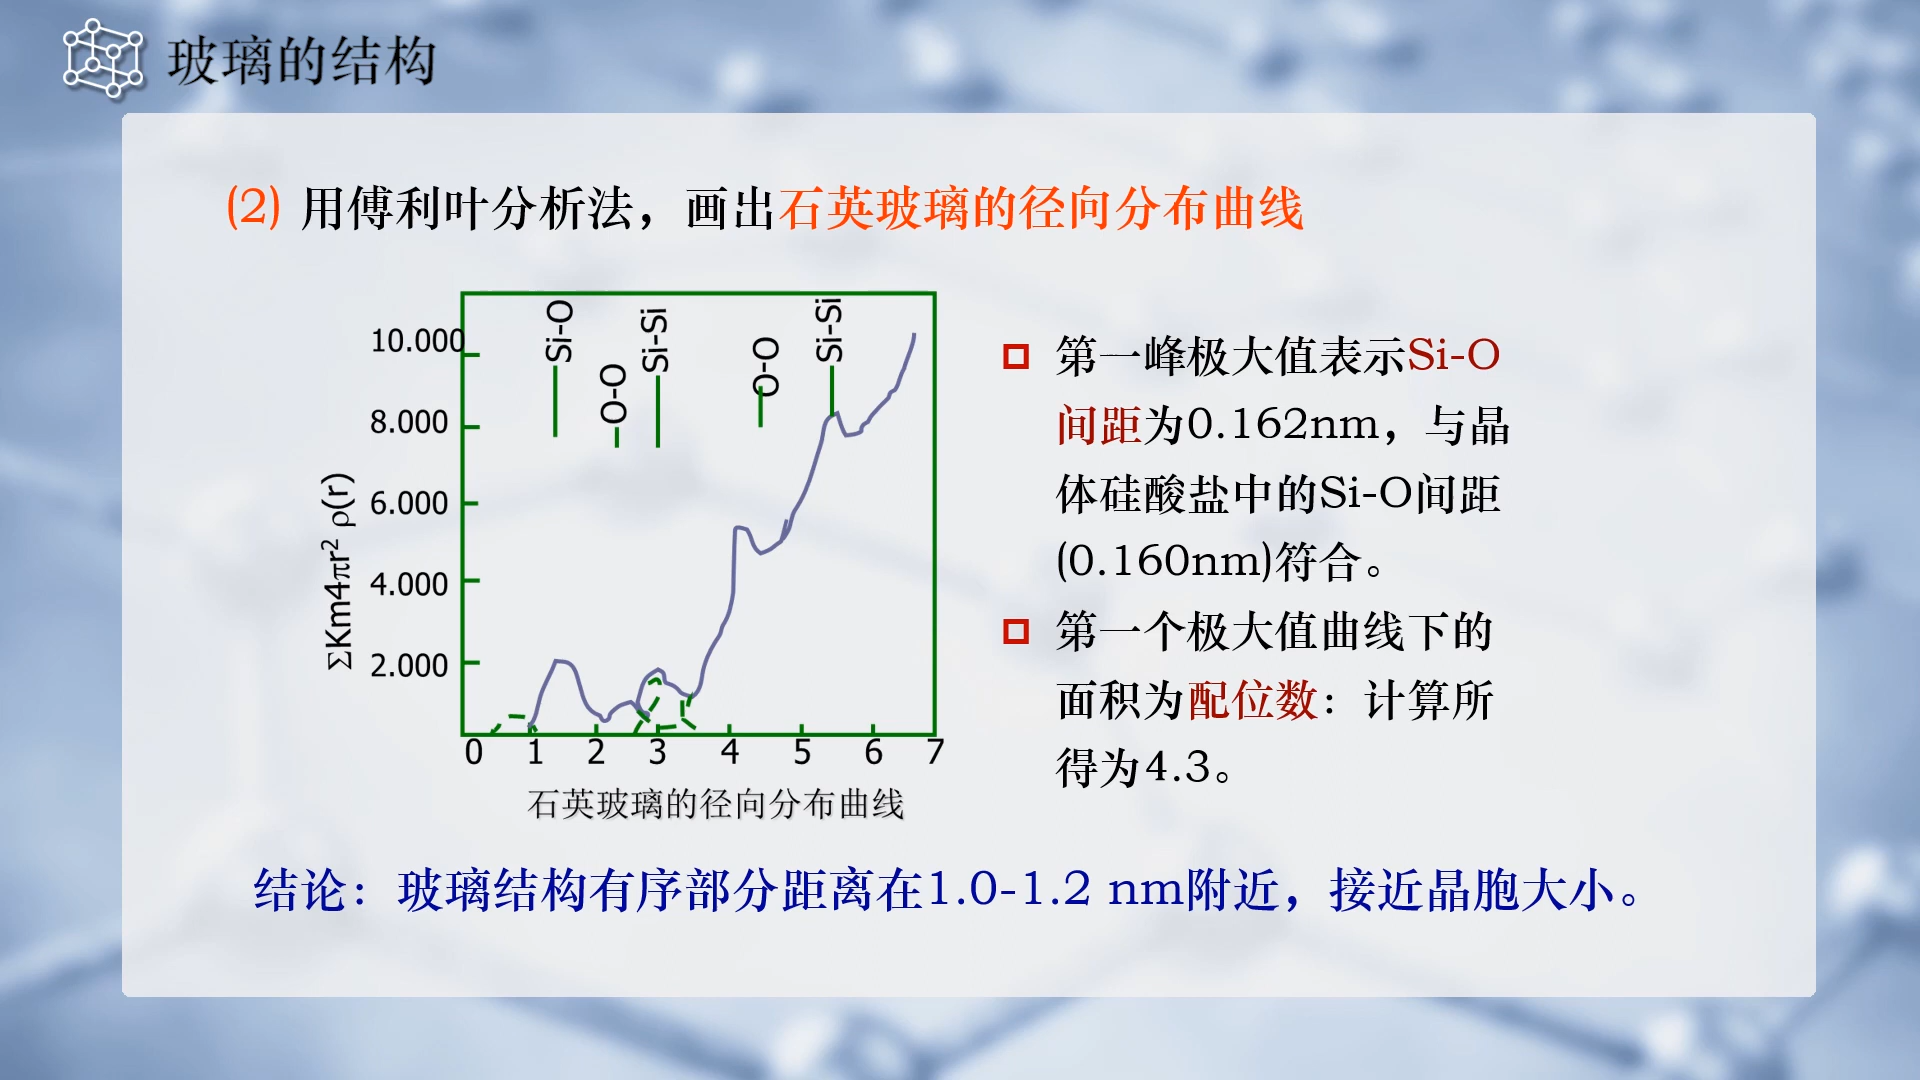 玻璃的结构
(2) 用傅利叶分析法，画出石英玻璃的径向分布曲线
Si-O
O-O
Si-Si
O-O
Si-Si
10.000
8.000
6.000
4.000
2.000
ΣKm4πr² ρ(r)
0 1 2 3 4 5 6 7
石英玻璃的径向分布曲线
第一峰极大值表示Si-O
间距为0.162nm，与晶
体硅酸盐中的Si-O间距
(0.160nm)符合。
第一个极大值曲线下的
面积为配位数：计算所
得为4.3。
结论：玻璃结构有序部分距离在1.0-1.2 nm附近，接近晶胞大小。